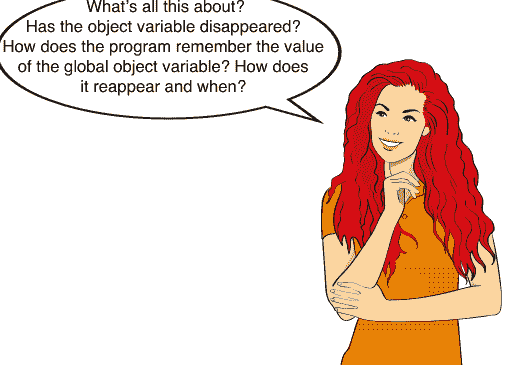 What's all this about?
Has the object variable disappeared?
How does the program remember the value
of the global object variable? How does
it reappear and when?